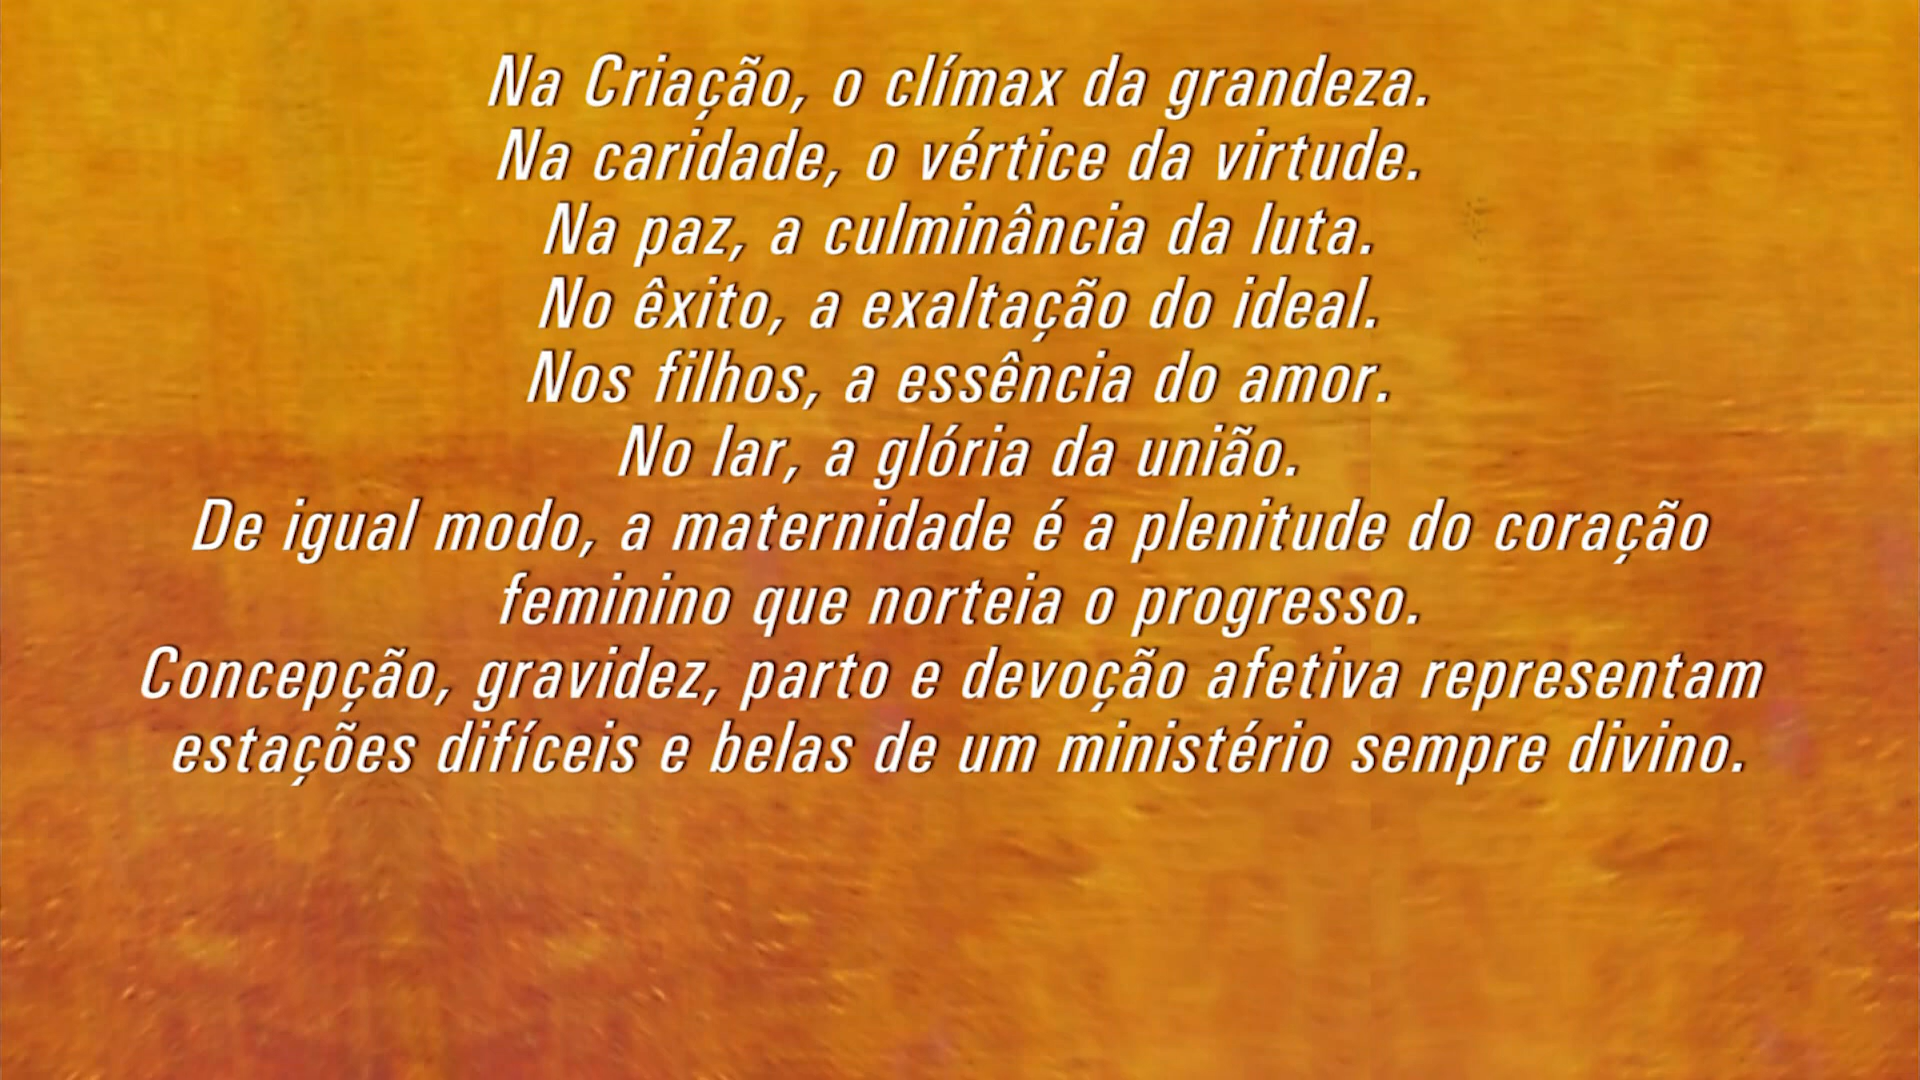 Na Criação, o clímax da grandeza.
Na caridade, o vértice da virtude.
Na paz, a culminância da luta.
No êxito, a exaltação do ideal.
Nos filhos, a essência do amor.
No lar, a glória da união.
De igual modo, a maternidade é a plenitude do coração
feminino que norteia o progresso.
Concepção, gravidez, parto e devoção afetiva representam
estações difíceis e belas de um ministério sempre divino.